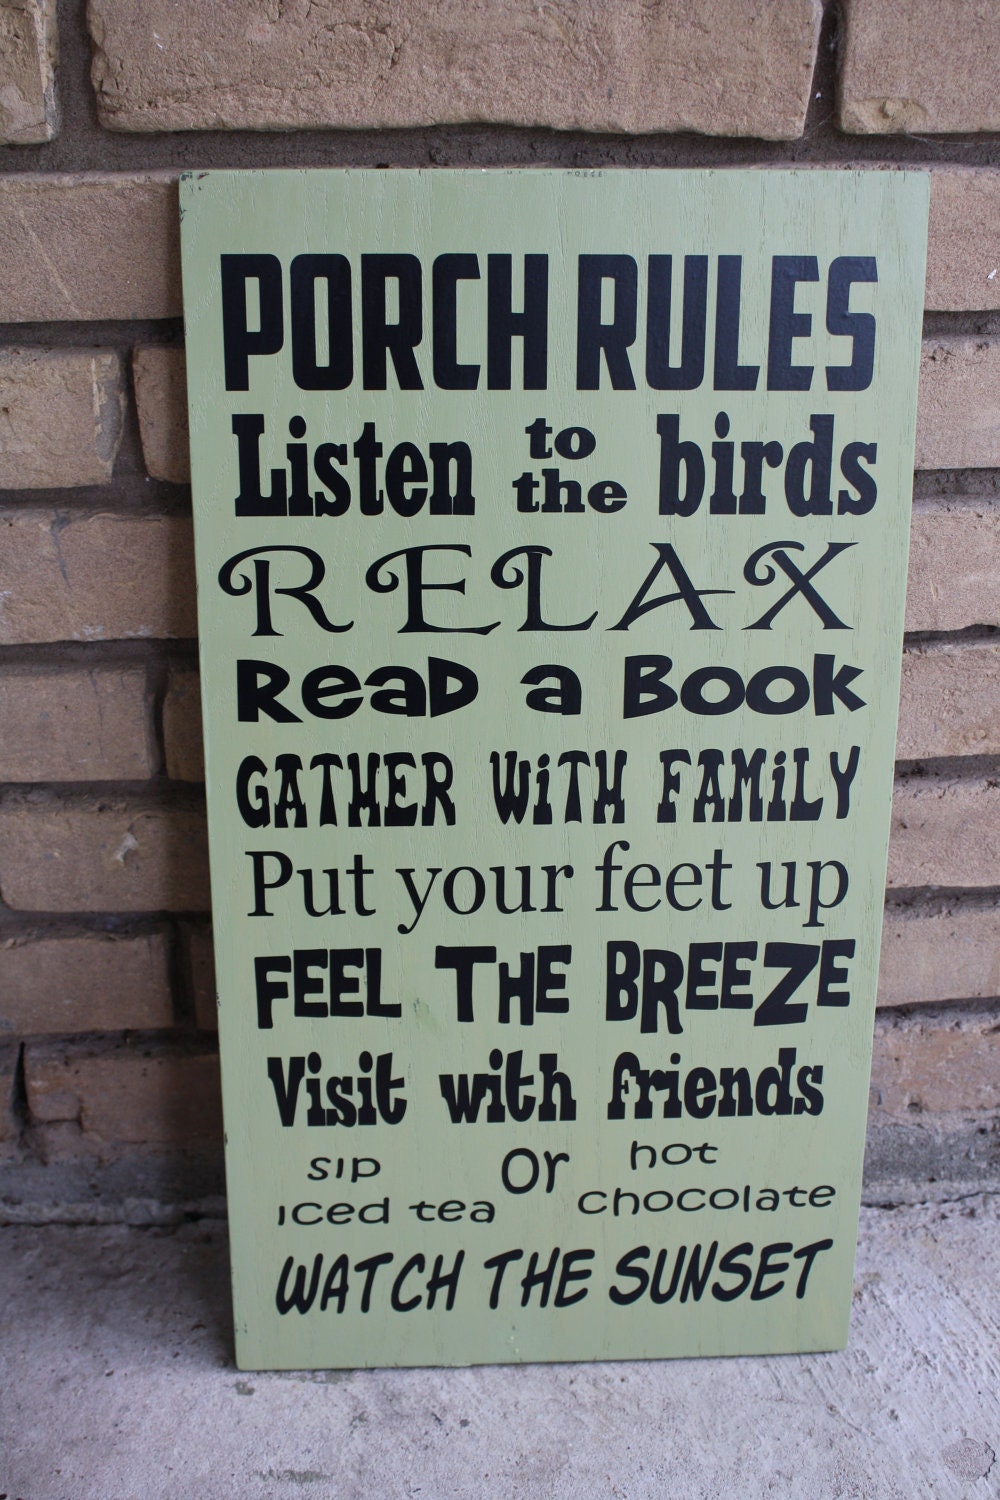 PORCH RULES
Listen to the birds
RELAX
Read a Book
GATHER WiTH FAMiLY
Put your feet up
FEEL THE BREEZE
Visit with friends
sip iced tea or hot chocolate
WATCH THE SUNSET